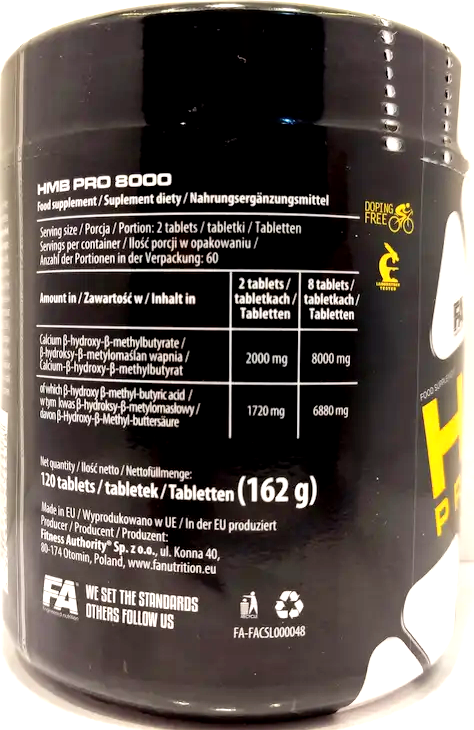 HMB PRO 8000
Food supplement / Suplement diety / Nahrungsergänzungsmittel
DOPING
FREE
Serving size / Porcja / Portion: 2 tablets / tabletki / Tabletten
Servings per container / Ilość porcji w opakowaniu /
Anzahl der Portionen in der Verpackung: 60
LABORATORY
TESTED
Amount in / Zawartość w / Inhalt in
2 tablets /
tabletkach /
Tabletten
8 tablets /
tabletkach /
Tabletten
Calcium β-hydroxy-β-methylbutyrate /
β-hydroksy-β-metylomaślan wapnia /
Calcium-β-hydroxy-β-methylbutyrat
2000 mg
8000 mg
of which β-hydroxy β-methyl-butyric acid /
w tym kwas β-hydroksy-β-metylomasłowy /
davon β-Hydroxy-β-Methyl-buttersäure
1720 mg
6880 mg
FOOD SUPPLEMENT
Net quantity / Ilość netto / Nettofüllmenge:
120 tablets / tabletek / Tabletten (162 g)
Made in EU / Wyprodukowano w UE / In der EU produziert
Producer / Producent / Produzent:
Fitness Authority® Sp. z o.o., ul. Konna 40,
80-174 Otomin, Poland, www.fanutrition.eu
FA
WE SET THE STANDARDS
OTHERS FOLLOW US
RECYCLE
FA-FACSL000048